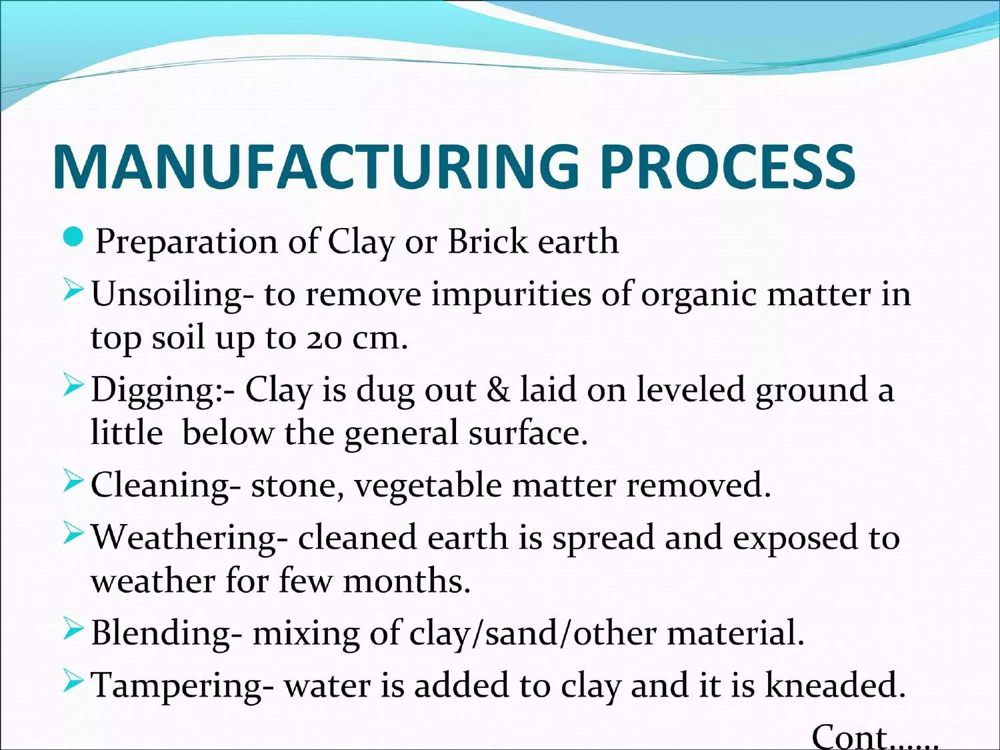 MANUFACTURING PROCESS
Preparation of Clay or Brick earth
Unsoiling- to remove impurities of organic matter in
top soil up to 20 cm.
Digging:- Clay is dug out & laid on leveled ground a
little  below the general surface.
Cleaning- stone, vegetable matter removed.
Weathering- cleaned earth is spread and exposed to
weather for few months.
Blending- mixing of clay/sand/other material.
Tampering- water is added to clay and it is kneaded.
Cont......